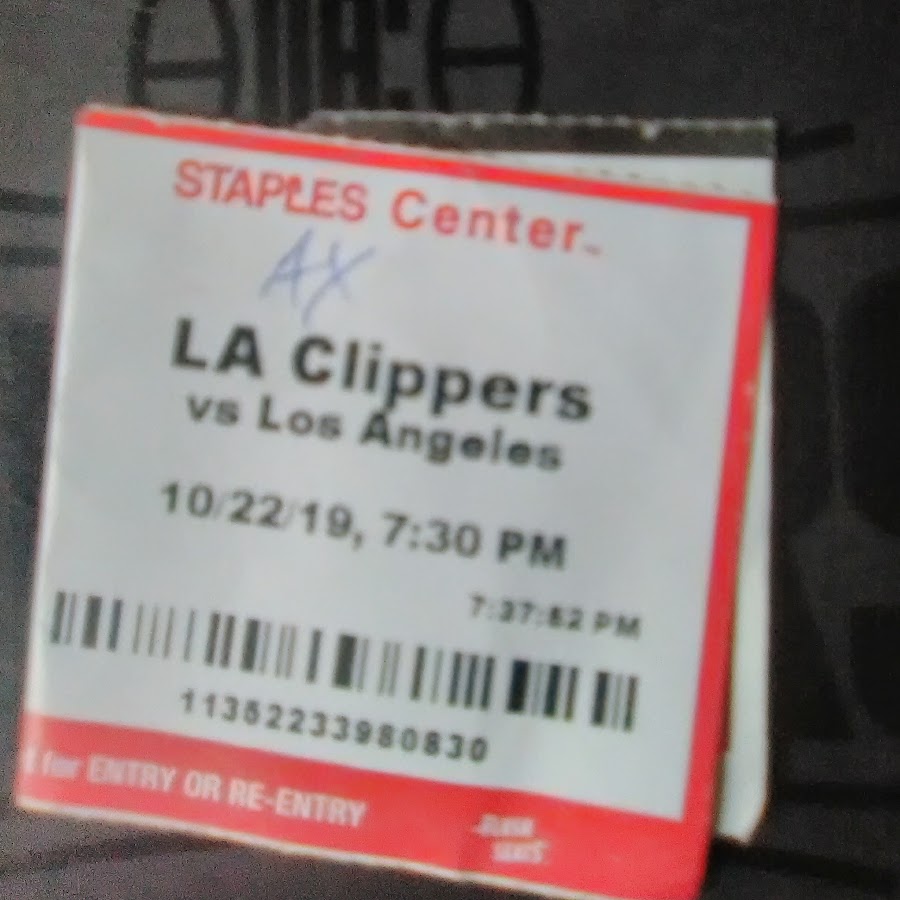 STAPLES Center™
AX
LA Clippers
vs Los Angeles
10/22/19, 7:30 PM
7:37:52 PM
11352233980830
for ENTRY OR RE-ENTRY